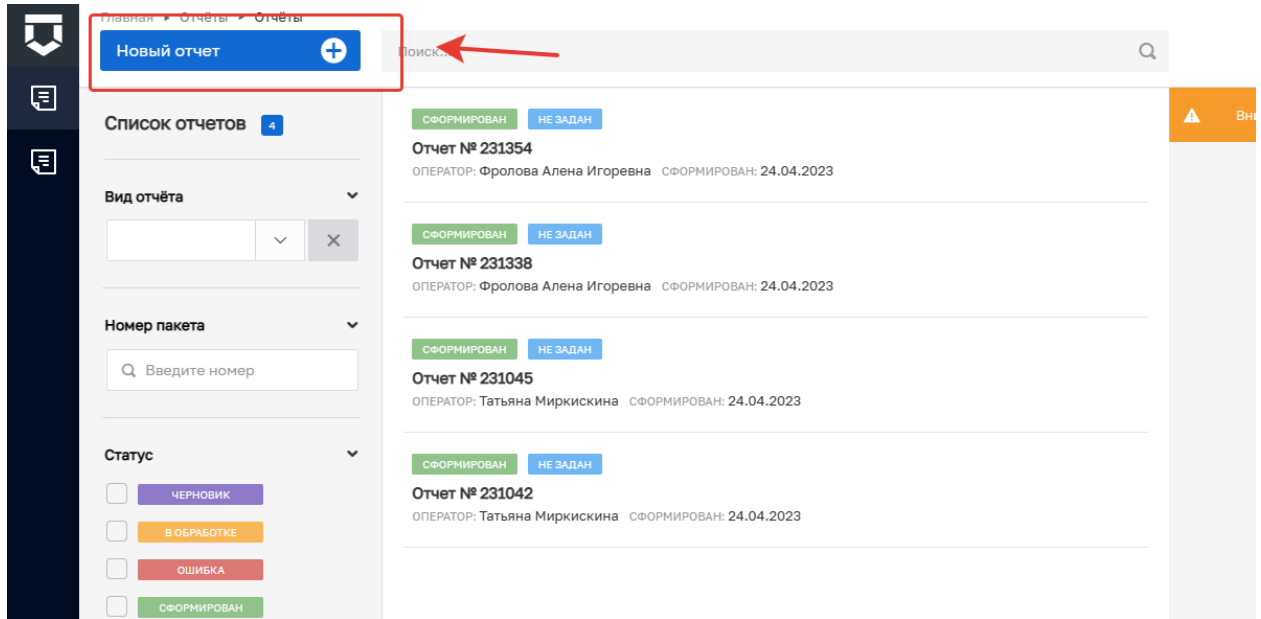 Главная ▸ Отчёты ▸ Отчёты
Новый отчет
Поиск..
Список отчетов 4
Вид отчёта
Номер пакета
Введите номер
Статус
ЧЕРНОВИК
В ОБРАБОТКЕ
ОШИБКА
СФОРМИРОВАН
СФОРМИРОВАН НЕ ЗАДАН
Отчет № 231354
ОПЕРАТОР: Фролова Алена Игоревна СФОРМИРОВАН: 24.04.2023
СФОРМИРОВАН НЕ ЗАДАН
Отчет № 231338
ОПЕРАТОР: Фролова Алена Игоревна СФОРМИРОВАН: 24.04.2023
СФОРМИРОВАН НЕ ЗАДАН
Отчет № 231045
ОПЕРАТОР: Татьяна Миркискина СФОРМИРОВАН: 24.04.2023
СФОРМИРОВАН НЕ ЗАДАН
Отчет № 231042
ОПЕРАТОР: Татьяна Миркискина СФОРМИРОВАН: 24.04.2023